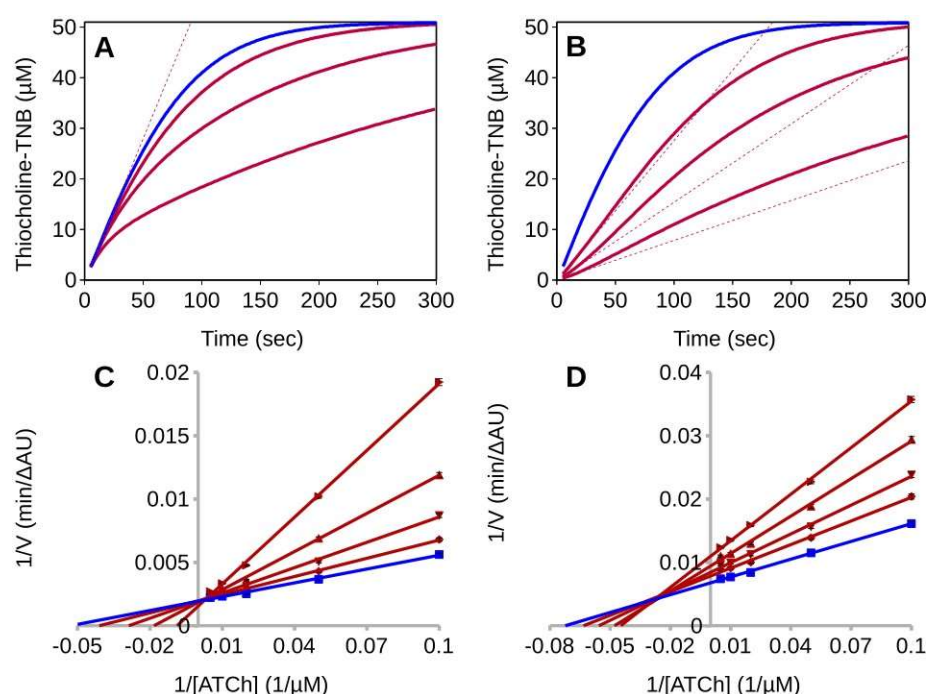 A
Thiocholine-TNB (µM)
50
40
30
20
10
0
0 50 100 150 200 250 300
Time (sec)
B
Thiocholine-TNB (µM)
50
40
30
20
10
0
0 50 100 150 200 250 300
Time (sec)
C
1/V (min/ΔAU)
0.02
0.015
0.01
0.005
0
-0.05 -0.02 0.01 0.04 0.07 0.1
1/[ATCh] (1/µM)
D
1/V (min/ΔAU)
0.04
0.03
0.02
0.01
0
-0.08 -0.05 -0.02 0.01 0.04 0.07 0.1
1/[ATCh] (1/µM)